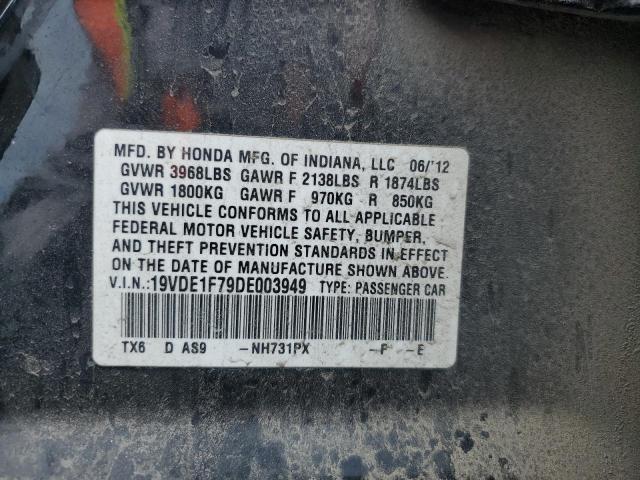 MFD. BY HONDA MFG. OF INDIANA, LLC 06/'12
GVWR 3968LBS GAWR F 2138LBS R 1874LBS
GVWR 1800KG GAWR F 970KG R 850KG
THIS VEHICLE CONFORMS TO ALL APPLICABLE
FEDERAL MOTOR VEHICLE SAFETY, BUMPER,
AND THEFT PREVENTION STANDARDS IN EFFECT
ON THE DATE OF MANUFACTURE SHOWN ABOVE.
V.I.N.:19VDE1F79DE003949 TYPE: PASSENGER CAR
TX6 D AS9 -NH731PX -F -E